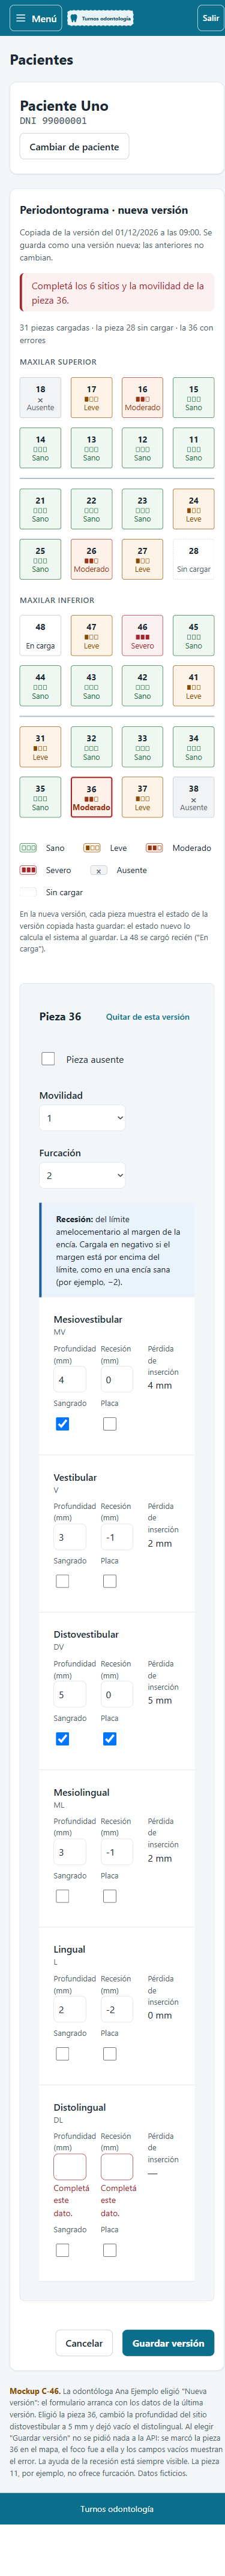 Menú
Turnos odontología
Salir
Pacientes
Paciente Uno
DNI 99000001
Cambiar de paciente
Periodontograma · nueva versión
Copiada de la versión del 01/12/2026 a las 09:00. Se
guarda como una versión nueva; las anteriores no
cambian.
Completá los 6 sitios y la movilidad de la
pieza 36.
31 piezas cargadas · la pieza 28 sin cargar · la 36 con
errores
MAXILAR SUPERIOR
18 17 16 15
Ausente Leve Moderado Sano
14 13 12 11
Sano Sano Sano Sano
21 22 23 24
Sano Sano Sano Leve
25 26 27 28
Sano Moderado Leve Sin cargar
MAXILAR INFERIOR
48 47 46 45
En carga Leve Severo Sano
44 43 42 41
Sano Sano Sano Leve
31 32 33 34
Leve Sano Sano Sano
35 36 37 38
Sano Moderado Leve Ausente
Sano Leve Moderado
Severo Ausente
Sin cargar
En la nueva versión, cada pieza muestra el estado de la
versión copiada hasta guardar: el estado nuevo lo
calcula el sistema al guardar. La 48 se cargó recién ("En
carga").
Pieza 36 Quitar de esta versión
Pieza ausente
Movilidad
1
Furcación
2
Recesión: del límite
amelocementario al margen de la
encía. Cargala en negativo si el
margen está por encima del
límite, como en una encía sana
(por ejemplo, −2).
Mesiovestibular
MV
Profundidad Recesión Pérdida
(mm) (mm) de
inserción
4 0 4 mm
Sangrado Placa
Vestibular
V
Profundidad Recesión Pérdida
(mm) (mm) de
inserción
3 -1 2 mm
Sangrado Placa
Distovestibular
DV
Profundidad Recesión Pérdida
(mm) (mm) de
inserción
5 0 5 mm
Sangrado Placa
Mesiolingual
ML
Profundidad Recesión Pérdida
(mm) (mm) de
inserción
3 -1 2 mm
Sangrado Placa
Lingual
L
Profundidad Recesión Pérdida
(mm) (mm) de
inserción
2 -2 0 mm
Sangrado Placa
Distolingual
DL
Profundidad Recesión Pérdida
(mm) (mm) de
inserción
—
Completá Completá
este este
dato. dato.
Sangrado Placa
Cancelar Guardar versión
Mockup C-46. La odontóloga Ana Ejemplo eligió "Nueva
versión": el formulario arranca con los datos de la última
versión. Eligió la pieza 36, cambió la profundidad del sitio
distovestibular a 5 mm y dejó vacío el distolingual. Al elegir
"Guardar versión" no se pidió nada a la API: se marcó la pieza
36 en el mapa, el foco fue a ella y los campos vacíos muestran
el error. La ayuda de la recesión está siempre visible. La pieza
11, por ejemplo, no ofrece furcación. Datos ficticios.
Turnos odontología